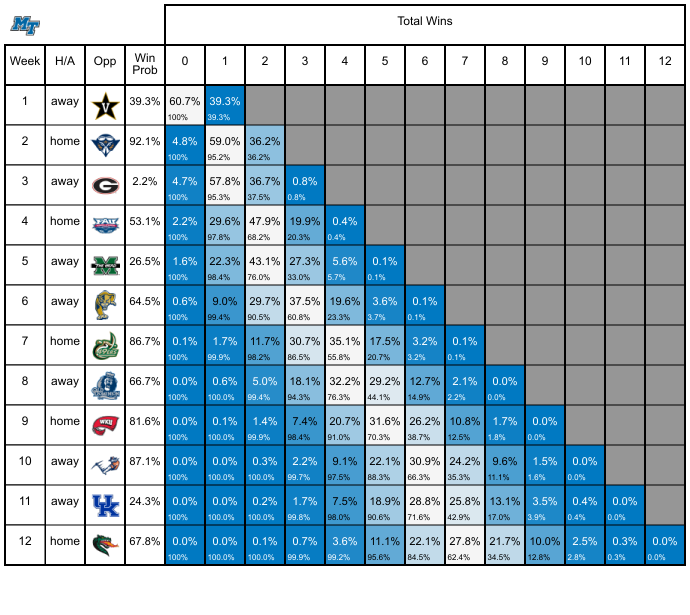 MT
Total Wins
Week H/A Opp Win Prob 0 1 2 3 4 5 6 7 8 9 10 11 12
1 away V 39.3% 60.7% 39.3%
100% 39.3%
2 home 92.1% 4.8% 59.0% 36.2%
100% 95.2% 36.2%
3 away G 2.2% 4.7% 57.8% 36.7% 0.8%
100% 95.3% 37.5% 0.8%
4 home FAU 53.1% 2.2% 29.6% 47.9% 19.9% 0.4%
100% 97.8% 68.2% 20.3% 0.4%
5 away M 26.5% 1.6% 22.3% 43.1% 27.3% 5.6% 0.1%
100% 98.4% 76.0% 33.0% 5.7% 0.1%
6 away 64.5% 0.6% 9.0% 29.7% 37.5% 19.6% 3.6% 0.1%
100% 99.4% 90.5% 60.8% 23.3% 3.7% 0.1%
7 home 86.7% 0.1% 1.7% 11.7% 30.7% 35.1% 17.5% 3.2% 0.1%
100% 99.9% 98.2% 86.5% 55.8% 20.7% 3.2% 0.1%
8 away 66.7% 0.0% 0.6% 5.0% 18.1% 32.2% 29.2% 12.7% 2.1% 0.0%
100% 100.0% 99.4% 94.3% 76.3% 44.1% 14.9% 2.2% 0.0%
9 home WKU 81.6% 0.0% 0.1% 1.4% 7.4% 20.7% 31.6% 26.2% 10.8% 1.7% 0.0%
100% 100.0% 99.9% 98.4% 91.0% 70.3% 38.7% 12.5% 1.8% 0.0%
10 away 87.1% 0.0% 0.0% 0.3% 2.2% 9.1% 22.1% 30.9% 24.2% 9.6% 1.5% 0.0%
100% 100.0% 100.0% 99.7% 97.5% 88.3% 66.3% 35.3% 11.1% 1.6% 0.0%
11 away UK 24.3% 0.0% 0.0% 0.2% 1.7% 7.5% 18.9% 28.8% 25.8% 13.1% 3.5% 0.4% 0.0%
100% 100.0% 100.0% 99.8% 98.0% 90.6% 71.6% 42.9% 17.0% 3.9% 0.4% 0.0%
12 home 67.8% 0.0% 0.0% 0.1% 0.7% 3.6% 11.1% 22.1% 27.8% 21.7% 10.0% 2.5% 0.3% 0.0%
100% 100.0% 100.0% 99.9% 99.2% 95.6% 84.5% 62.4% 34.5% 12.8% 2.8% 0.3% 0.0%